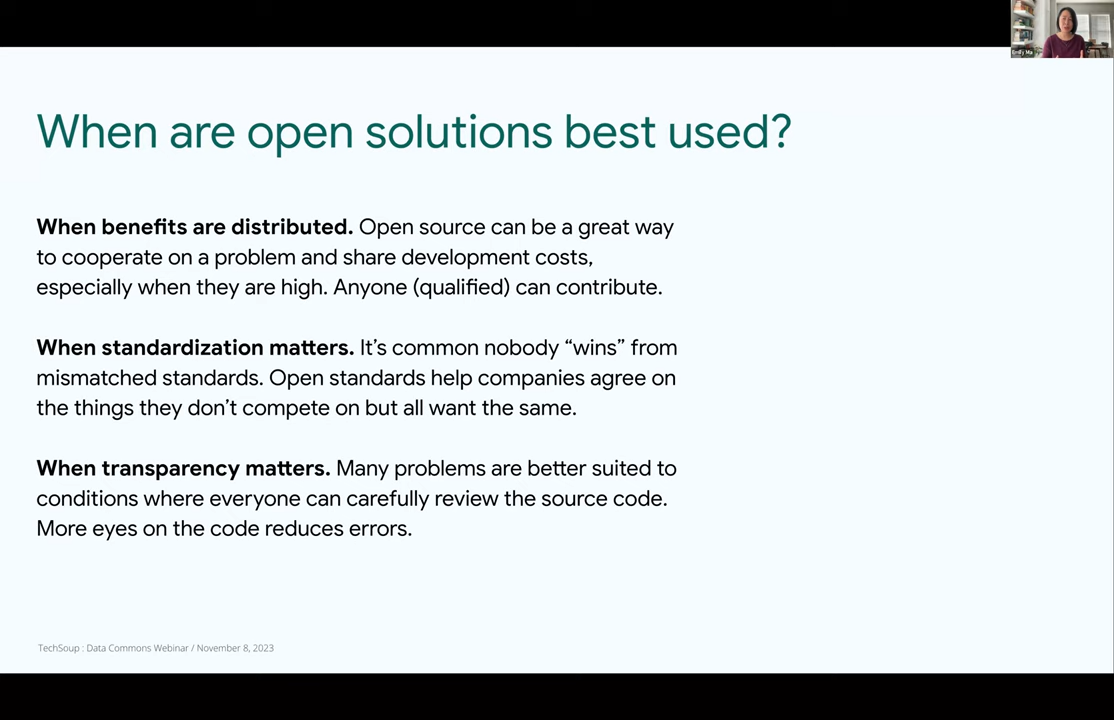 Emily Ma
When are open solutions best used?
When benefits are distributed. Open source can be a great way
to cooperate on a problem and share development costs,
especially when they are high. Anyone (qualified) can contribute.
When standardization matters. It’s common nobody “wins” from
mismatched standards. Open standards help companies agree on
the things they don’t compete on but all want the same.
When transparency matters. Many problems are better suited to
conditions where everyone can carefully review the source code.
More eyes on the code reduces errors.
TechSoup : Data Commons Webinar / November 8, 2023